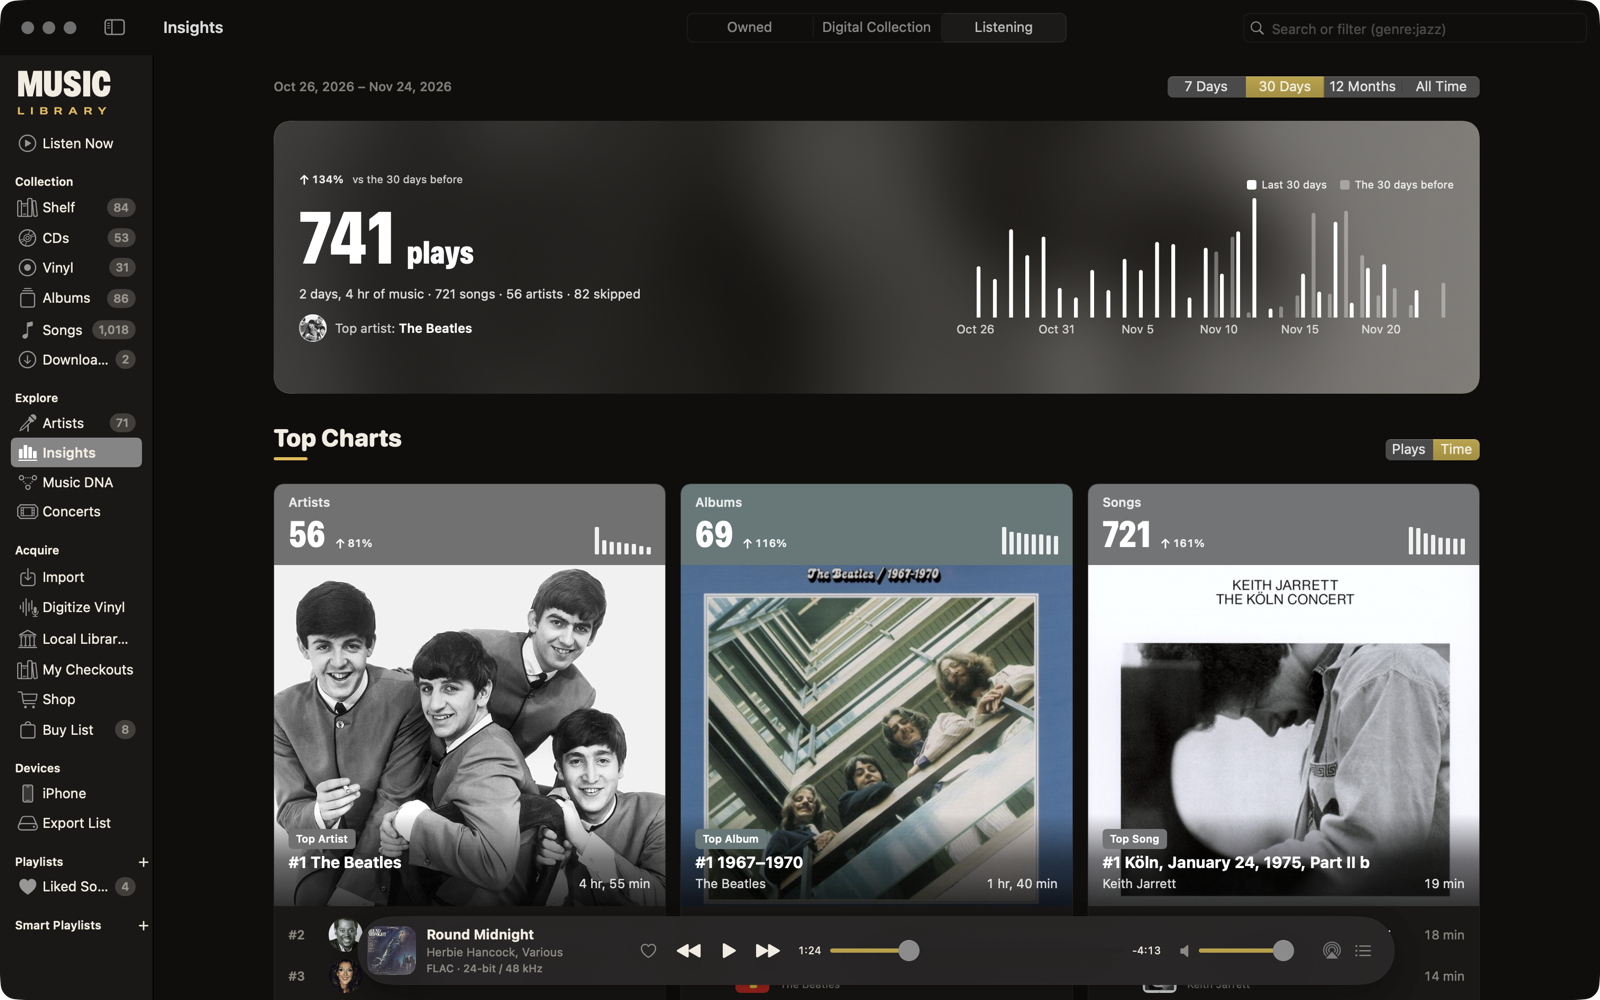 Insights
Owned
Digital Collection
Listening
Search or filter (genre:jazz)
MUSIC
LIBRARY
Listen Now
Collection
Shelf 84
CDs 53
Vinyl 31
Albums 86
Songs 1,018
Downloa... 2
Explore
Artists 71
Insights
Music DNA
Concerts
Acquire
Import
Digitize Vinyl
Local Librar...
My Checkouts
Shop
Buy List 8
Devices
iPhone
Export List
Playlists +
Liked So... 4
Smart Playlists +
Oct 26, 2026 – Nov 24, 2026
7 Days
30 Days
12 Months
All Time
↑ 134% vs the 30 days before
741 plays
2 days, 4 hr of music · 721 songs · 56 artists · 82 skipped
Top artist: The Beatles
Last 30 days
The 30 days before
Oct 26
Oct 31
Nov 5
Nov 10
Nov 15
Nov 20
Top Charts
Plays
Time
Artists
56 ↑ 81%
Top Artist
#1 The Beatles
4 hr, 55 min
#2
#3
Albums
69 ↑ 116%
The Beatles / 1967-1970
Top Album
#1 1967–1970
The Beatles
1 hr, 40 min
The Beatles
Songs
721 ↑ 161%
KEITH JARRETT
THE KÖLN CONCERT
Top Song
#1 Köln, January 24, 1975, Part II b
Keith Jarrett
19 min
18 min
14 min
Keith Jarrett
Round Midnight
Herbie Hancock, Various
FLAC · 24-bit / 48 kHz
1:24
-4:13